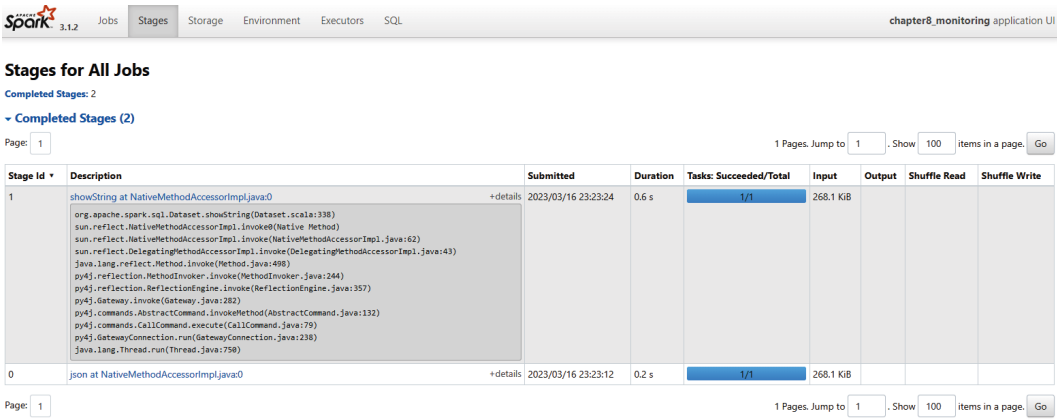 APACHE
Spark 3.1.2 Jobs Stages Storage Environment Executors SQL chapter8_monitoring application UI
Stages for All Jobs
Completed Stages: 2
Completed Stages (2)
Page: 1 1 Pages. Jump to 1 . Show 100 items in a page. Go
Stage Id ▾ Description Submitted Duration Tasks: Succeeded/Total Input Output Shuffle Read Shuffle Write
1 showString at NativeMethodAccessorImpl.java:0 +details 2023/03/16 23:23:24 0.6 s 1/1 268.1 KiB
org.apache.spark.sql.Dataset.showString(Dataset.scala:338)
sun.reflect.NativeMethodAccessorImpl.invoke0(Native Method)
sun.reflect.NativeMethodAccessorImpl.invoke(NativeMethodAccessorImpl.java:62)
sun.reflect.DelegatingMethodAccessorImpl.invoke(DelegatingMethodAccessorImpl.java:43)
java.lang.reflect.Method.invoke(Method.java:498)
py4j.reflection.MethodInvoker.invoke(MethodInvoker.java:244)
py4j.reflection.ReflectionEngine.invoke(ReflectionEngine.java:357)
py4j.Gateway.invoke(Gateway.java:282)
py4j.commands.AbstractCommand.invokeMethod(AbstractCommand.java:132)
py4j.commands.CallCommand.execute(CallCommand.java:79)
py4j.GatewayConnection.run(GatewayConnection.java:238)
java.lang.Thread.run(Thread.java:750)
0 json at NativeMethodAccessorImpl.java:0 +details 2023/03/16 23:23:12 0.2 s 1/1 268.1 KiB
Page: 1 1 Pages. Jump to 1 . Show 100 items in a page. Go